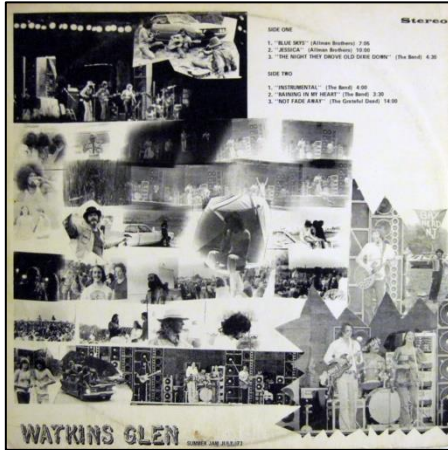 Stereo
SIDE ONE
1. "BLUE SKYS" (Allman Brothers) 7:06
2. "JESSICA" (Allman Brothers) 10:00
3. "THE NIGHT THEY DROVE OLD DIXIE DOWN" (The Band) 4:30
SIDE TWO
1. "INSTRUMENTAL" (The Band) 4:00
2. "RAINING IN MY HEART" (The Band) 3:30
3. "NOT FADE AWAY" (The Grateful Dead) 14:00
WATKINS GLEN
SUMMER JAM